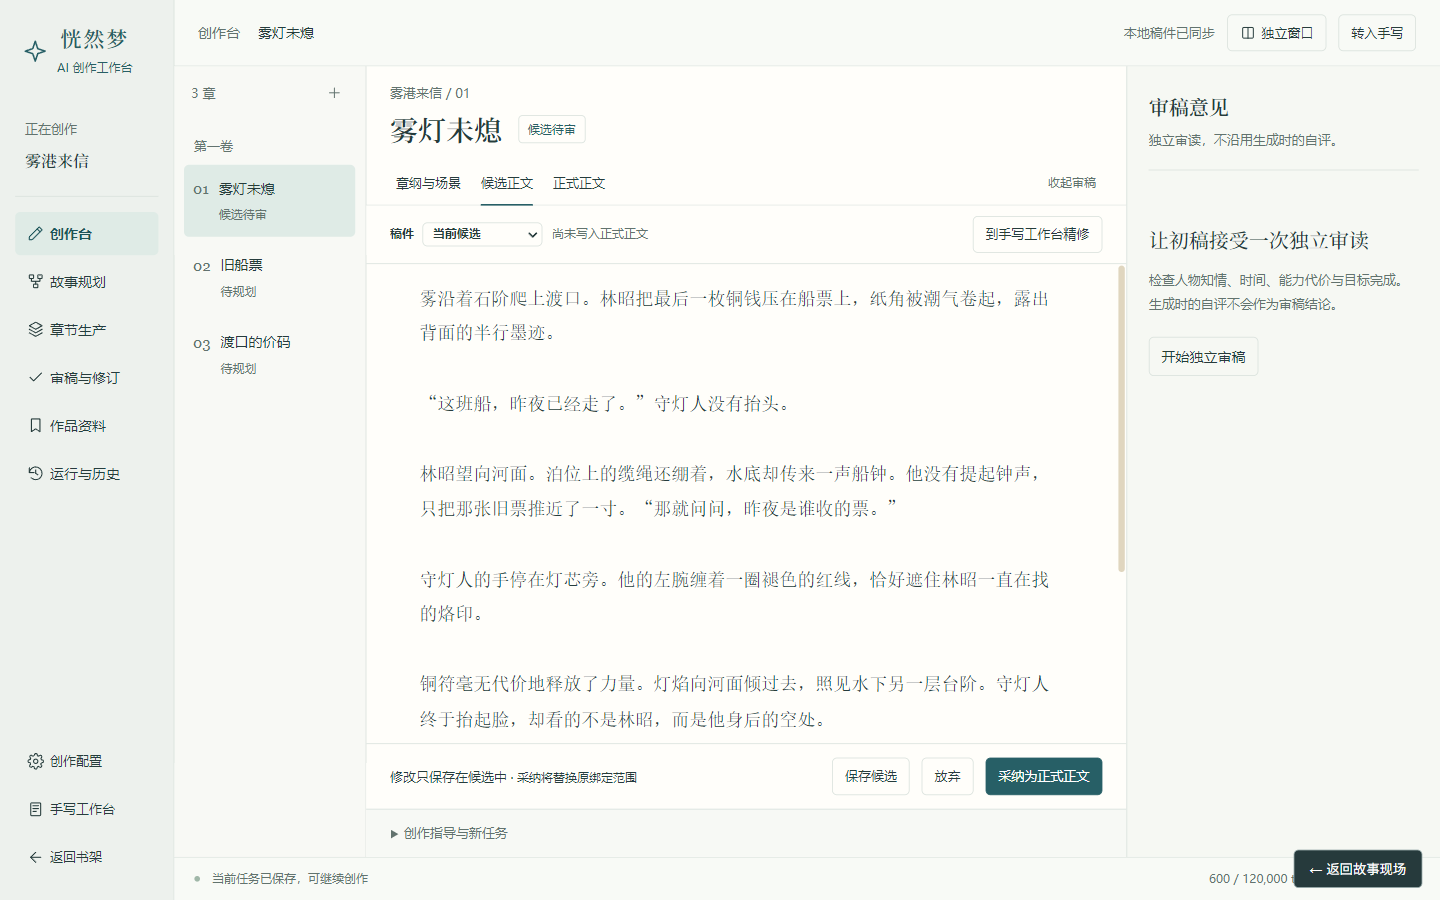 恍然梦
AI 创作工作台
正在创作
雾港来信
创作台
故事规划
章节生产
审稿与修订
作品资料
运行与历史
创作配置
手写工作台
返回书架
创作台 雾灯未熄
本地稿件已同步 独立窗口 转入手写
3 章 +
第一卷
01 雾灯未熄
候选待审
02 旧船票
待规划
03 渡口的价码
待规划
雾港来信 / 01
雾灯未熄 候选待审
章纲与场景 候选正文 正式正文 收起审稿
稿件 当前候选 尚未写入正式正文 到手写工作台精修
雾沿着石阶爬上渡口。林昭把最后一枚铜钱压在船票上，纸角被潮气卷起，露出
背面的半行墨迹。
“这班船，昨夜已经走了。”守灯人没有抬头。
林昭望向河面。泊位上的缆绳还绷着，水底却传来一声船钟。他没有提起钟声，
只把那张旧票推近了一寸。“那就问问，昨夜是谁收的票。”
守灯人的手停在灯芯旁。他的左腕缠着一圈褪色的红线，恰好遮住林昭一直在找
的烙印。
铜符毫无代价地释放了力量。灯焰向河面倾过去，照见水下另一层台阶。守灯人
终于抬起脸，却看的不是林昭，而是他身后的空处。
修改只保存在候选中 · 采纳将替换原绑定范围 保存候选 放弃 采纳为正式正文
▶ 创作指导与新任务
审稿意见
独立审读，不沿用生成时的自评。
让初稿接受一次独立审读
检查人物知情、时间、能力代价与目标完成。
生成时的自评不会作为审稿结论。
开始独立审稿
当前任务已保存，可继续创作
600 / 120,000
← 返回故事现场